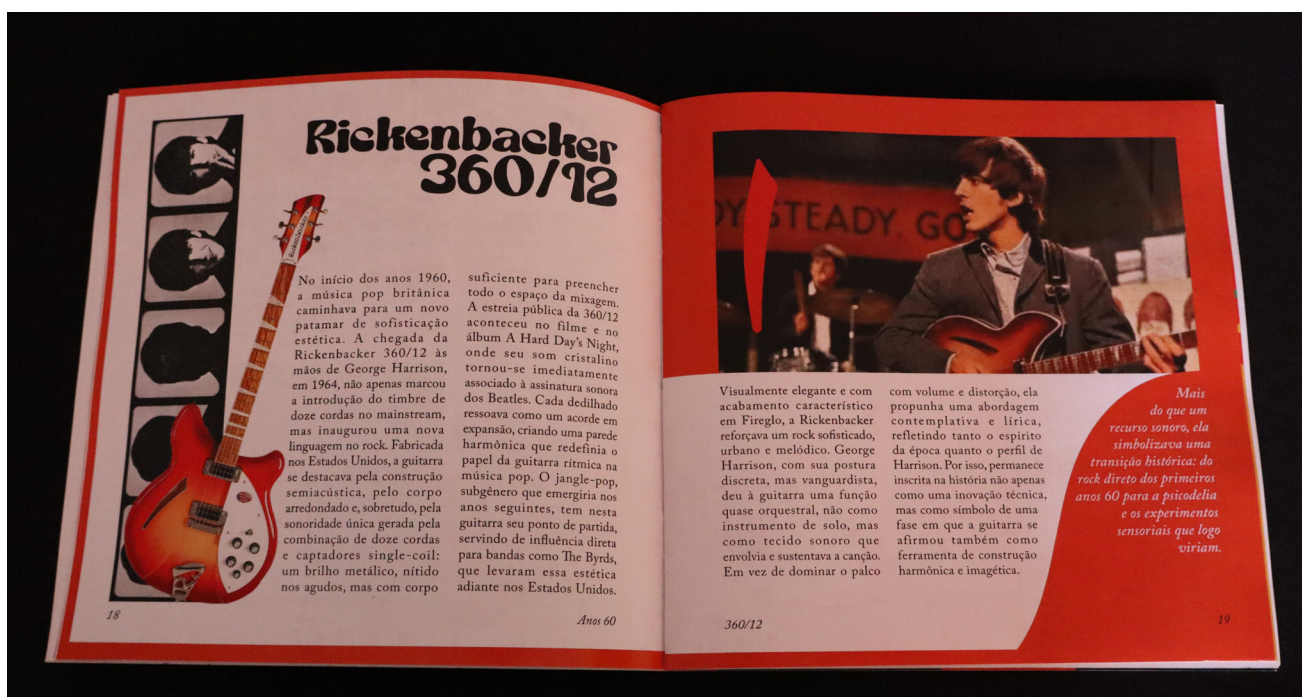 Rickenbacker
360/12
Rickenbacker
No início dos anos 1960,
a música pop britânica
caminhava para um novo
patamar de sofisticação
estética. A chegada da
Rickenbacker 360/12 às
mãos de George Harrison,
em 1964, não apenas marcou
a introdução do timbre de
doze cordas no mainstream,
mas inaugurou uma nova
linguagem no rock. Fabricada
nos Estados Unidos, a guitarra
se destacava pela construção
semiacústica, pelo corpo
arredondado e, sobretudo, pela
sonoridade única gerada pela
combinação de doze cordas
e captadores single-coil:
um brilho metálico, nítido
nos agudos, mas com corpo
suficiente para preencher
todo o espaço da mixagem.
A estreia pública da 360/12
aconteceu no filme e no
álbum A Hard Day's Night,
onde seu som cristalino
tornou-se imediatamente
associado à assinatura sonora
dos Beatles. Cada dedilhado
ressoava como um acorde em
expansão, criando uma parede
harmônica que redefinia o
papel da guitarra rítmica na
música pop. O jangle-pop,
subgênero que emergiria nos
anos seguintes, tem nesta
guitarra seu ponto de partida,
servindo de influência direta
para bandas como The Byrds,
que levaram essa estética
adiante nos Estados Unidos.
18
Anos 60
DY, STEADY, GO
Visualmente elegante e com
acabamento característico
em Fireglo, a Rickenbacker
reforçava um rock sofisticado,
urbano e melódico. George
Harrison, com sua postura
discreta, mas vanguardista,
deu à guitarra uma função
quase orquestral, não como
instrumento de solo, mas
como tecido sonoro que
envolvia e sustentava a canção.
Em vez de dominar o palco
com volume e distorção, ela
propunha uma abordagem
contemplativa e lírica,
refletindo tanto o espírito
da época quanto o perfil de
Harrison. Por isso, permanece
inscrita na história não apenas
como uma inovação técnica,
mas como símbolo de uma
fase em que a guitarra se
afirmou também como
ferramenta de construção
harmônica e imagética.
Mais
do que um
recurso sonoro, ela
simbolizava uma
transição histórica: do
rock direto dos primeiros
anos 60 para a psicodelia
e os experimentos
sensoriais que logo
viriam.
360/12
19